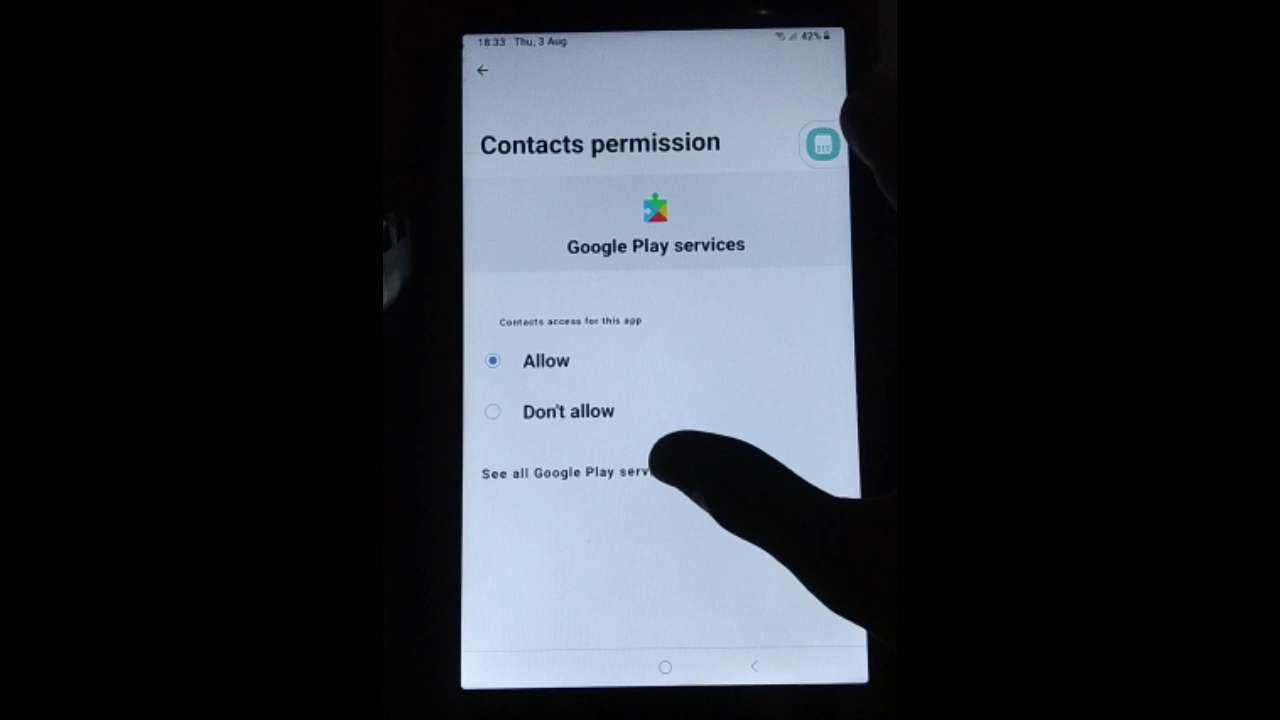 18:33 Thu, 3 Aug 42%
Contacts permission
Google Play services
Contacts access for this app
Allow
Don't allow
See all Google Play serv